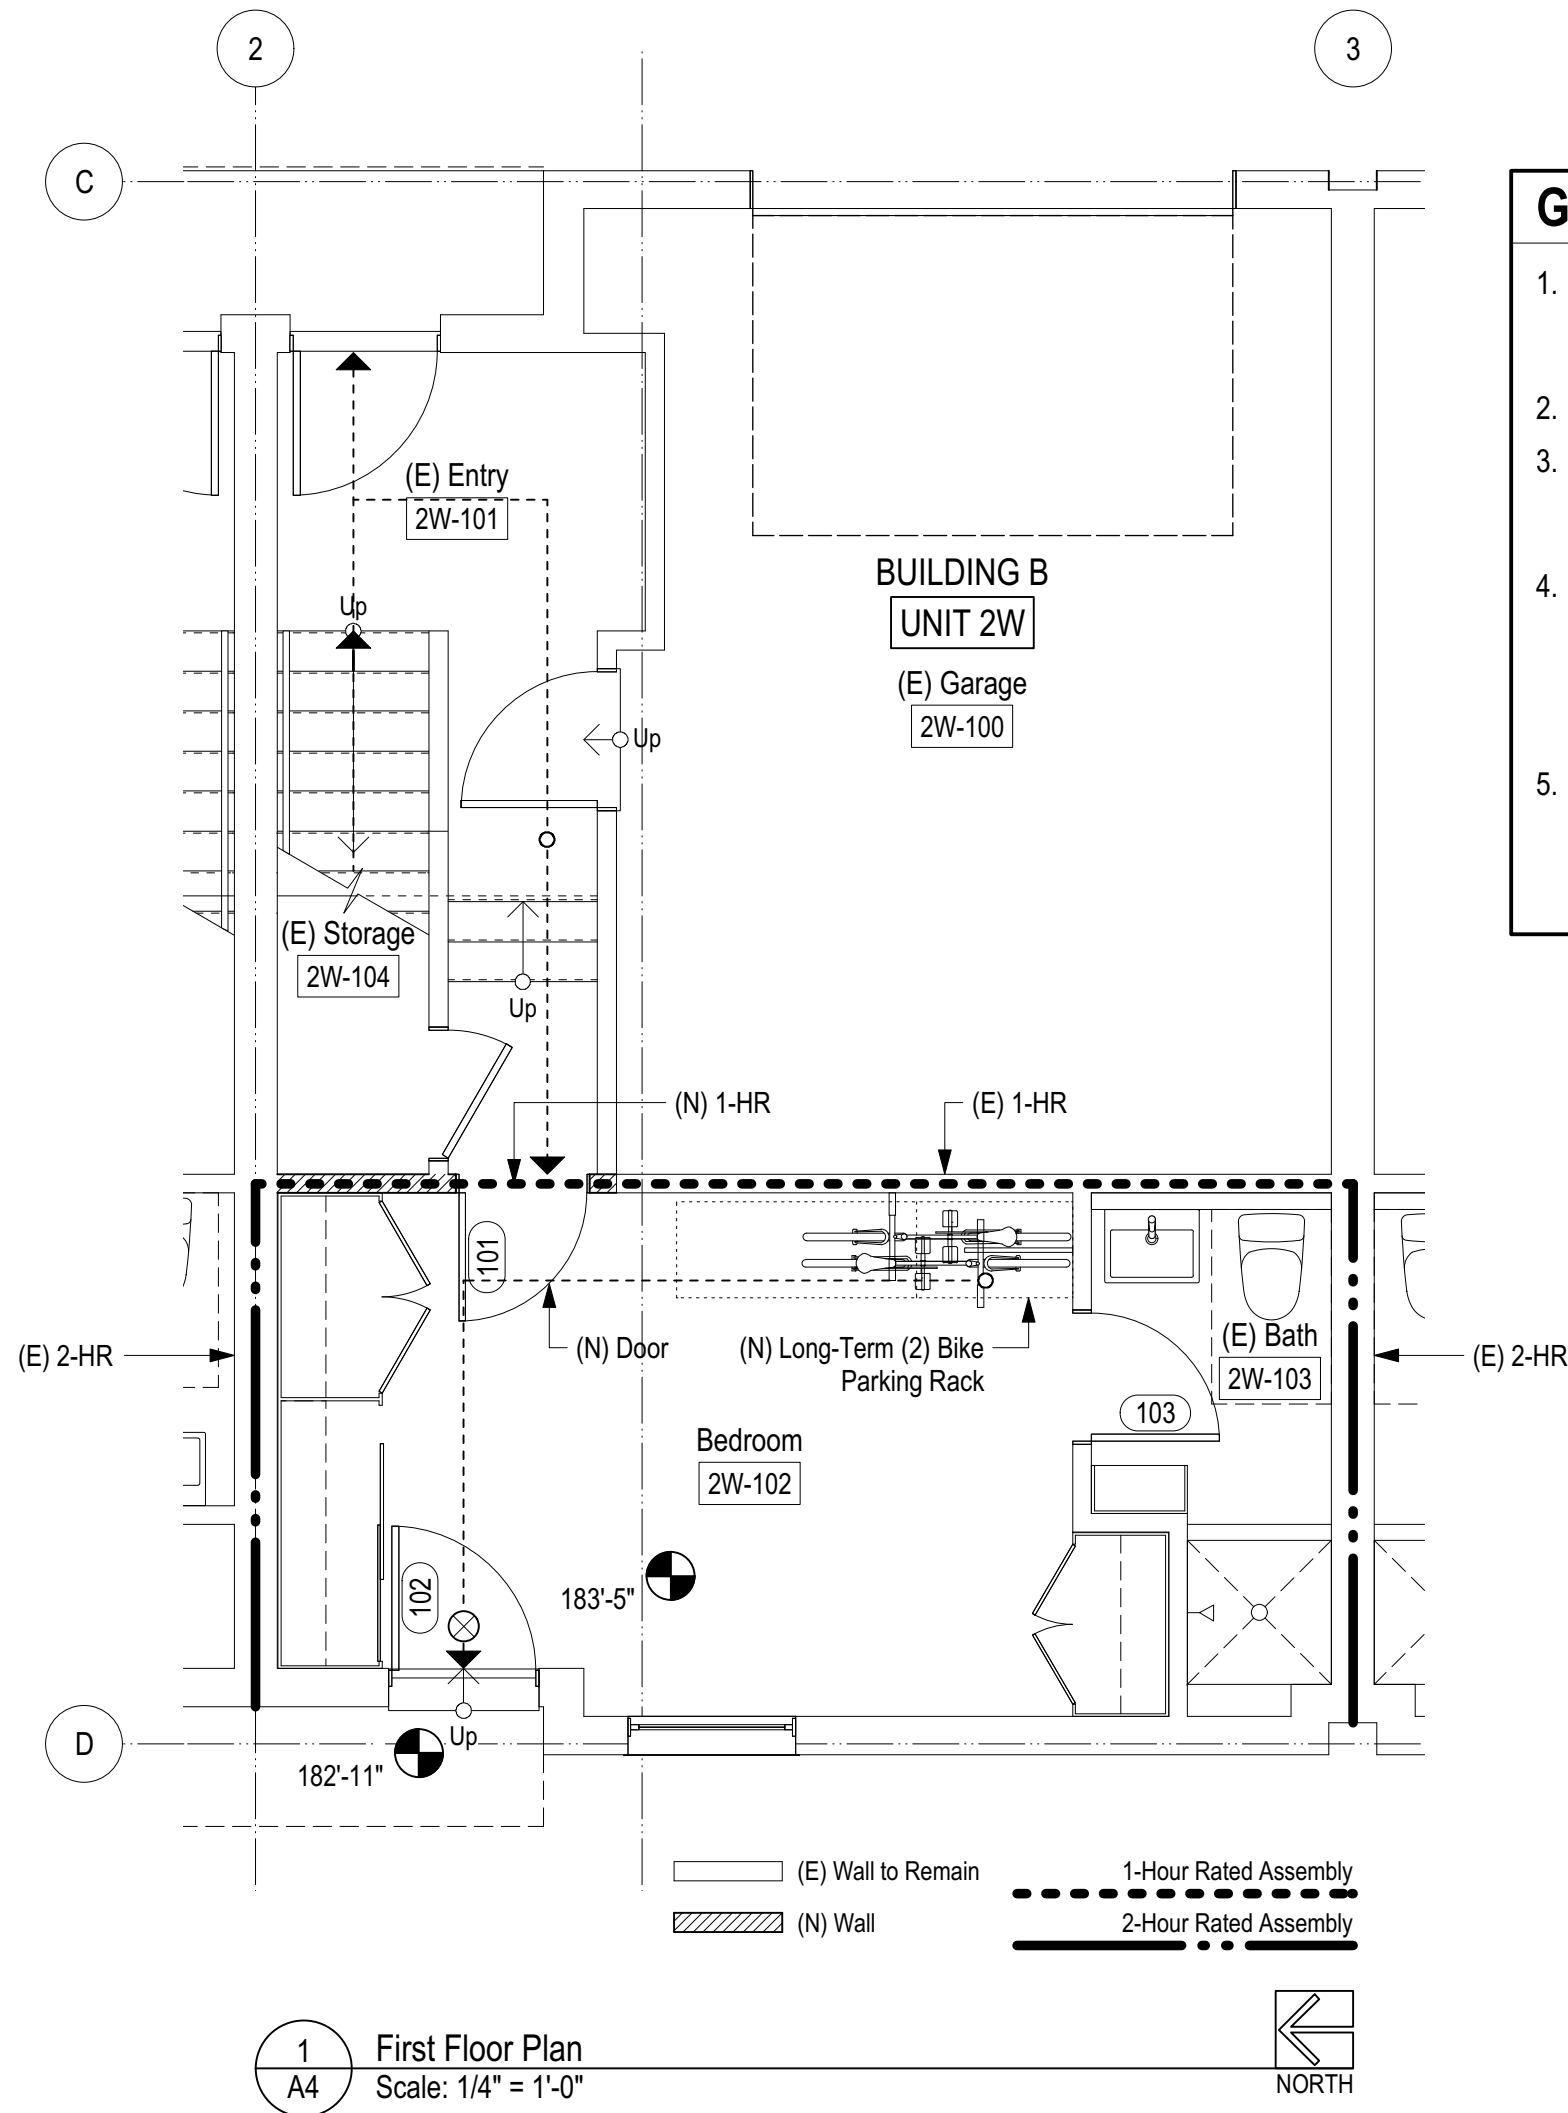 2
3
C
G
1.
2.
3.
4.
5.
(E) Entry
2W-101
BUILDING B
UNIT 2W
Up
(E) Garage
2W-100
Up
(E) Storage
2W-104
Up
(N) 1-HR
(E) 1-HR
101
(E) 2-HR
(N) Door
(N) Long-Term (2) Bike
Parking Rack
(E) Bath
2W-103
(E) 2-HR
103
Bedroom
2W-102
102
183'-5"
Up
D
182'-11"
(E) Wall to Remain
1-Hour Rated Assembly
(N) Wall
2-Hour Rated Assembly
1
A4
First Floor Plan
Scale: 1/4" = 1'-0"
NORTH